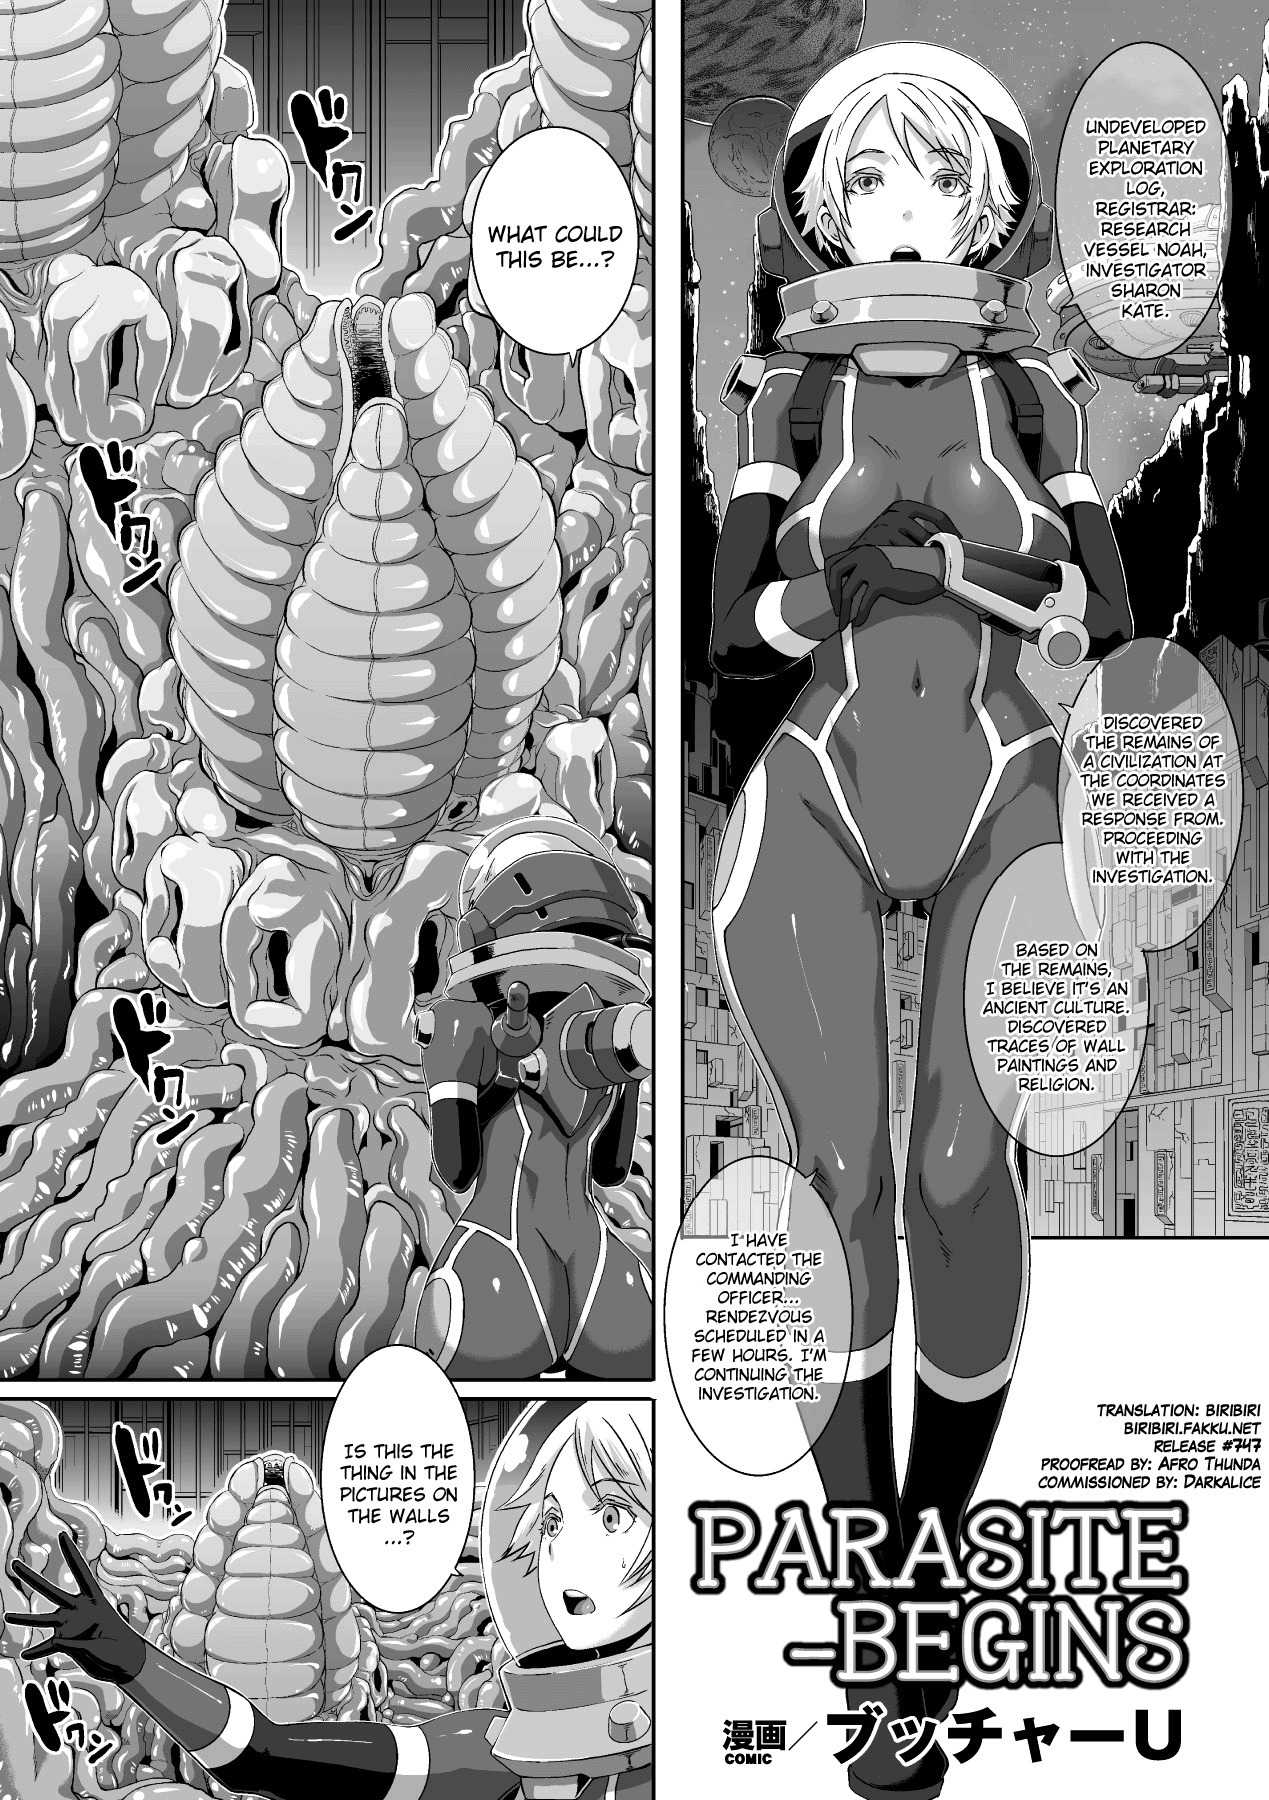 UNDEVELOPED
PLANETARY
EXPLORATION
LOG,
REGISTRAR:
RESEARCH
VESSEL NOAH,
INVESTIGATOR
SHARON
KATE.
DISCOVERED
THE REMAINS OF
A CIVILIZATION AT
THE COORDINATES
WE RECEIVED A
RESPONSE FROM.
PROCEEDING
WITH THE
INVESTIGATION.
BASED ON
THE REMAINS,
I BELIEVE IT'S AN
ANCIENT CULTURE.
DISCOVERED
TRACES OF WALL
PAINTINGS AND
RELIGION.
I HAVE
CONTACTED THE
COMMANDING
OFFICER...
RENDEZVOUS
SCHEDULED IN A
FEW HOURS. I'M
CONTINUING THE
INVESTIGATION.
TRANSLATION: BIRIBIRI
BIRIBIRI.FAKKU.NET
RELEASE #747
PROOFREAD BY: AFRO THUNDA
COMMISSIONED BY: DARKALICE
PARASITE
-BEGINS
漫画/ブッチャーU
COMIC
WHAT COULD
THIS BE...?
ドクン
ドクン
ドクン
IS THIS THE
THING IN THE
PICTURES ON
THE WALLS
...?
ドクン
ドクン